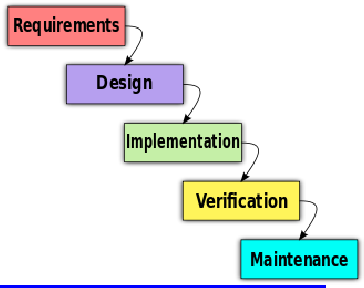 Requirements
Design
Implementation
Verification
Maintenance